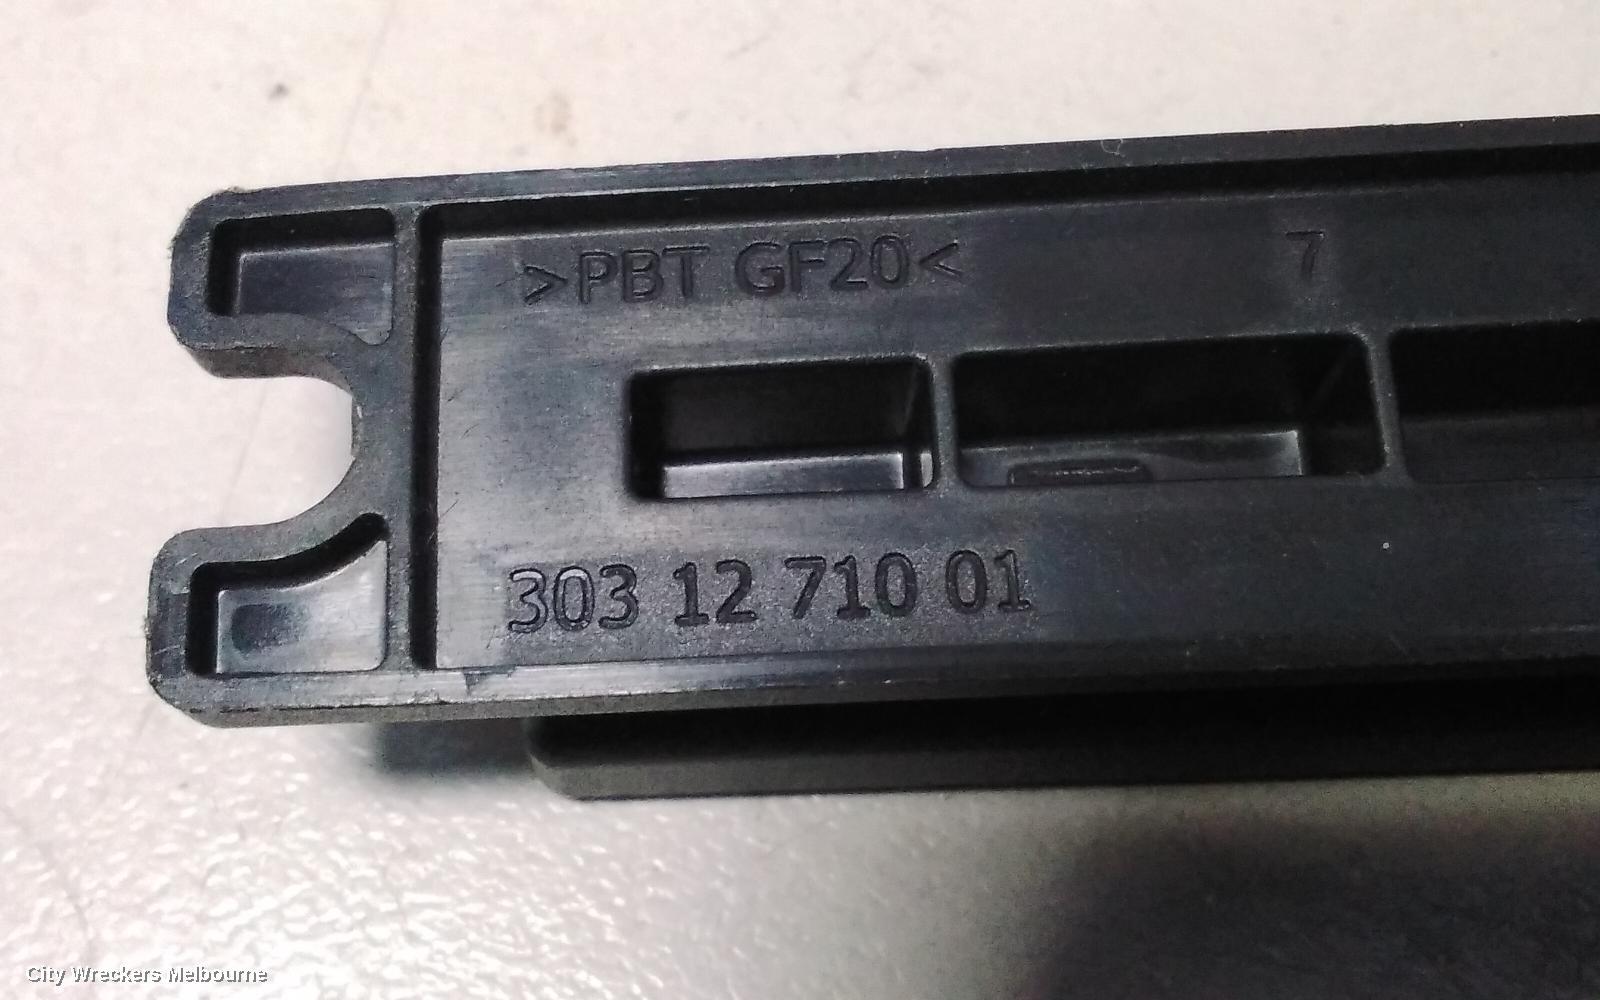 >PBT GF20<
7
303 12 710 01
City Wreckers Melbourne